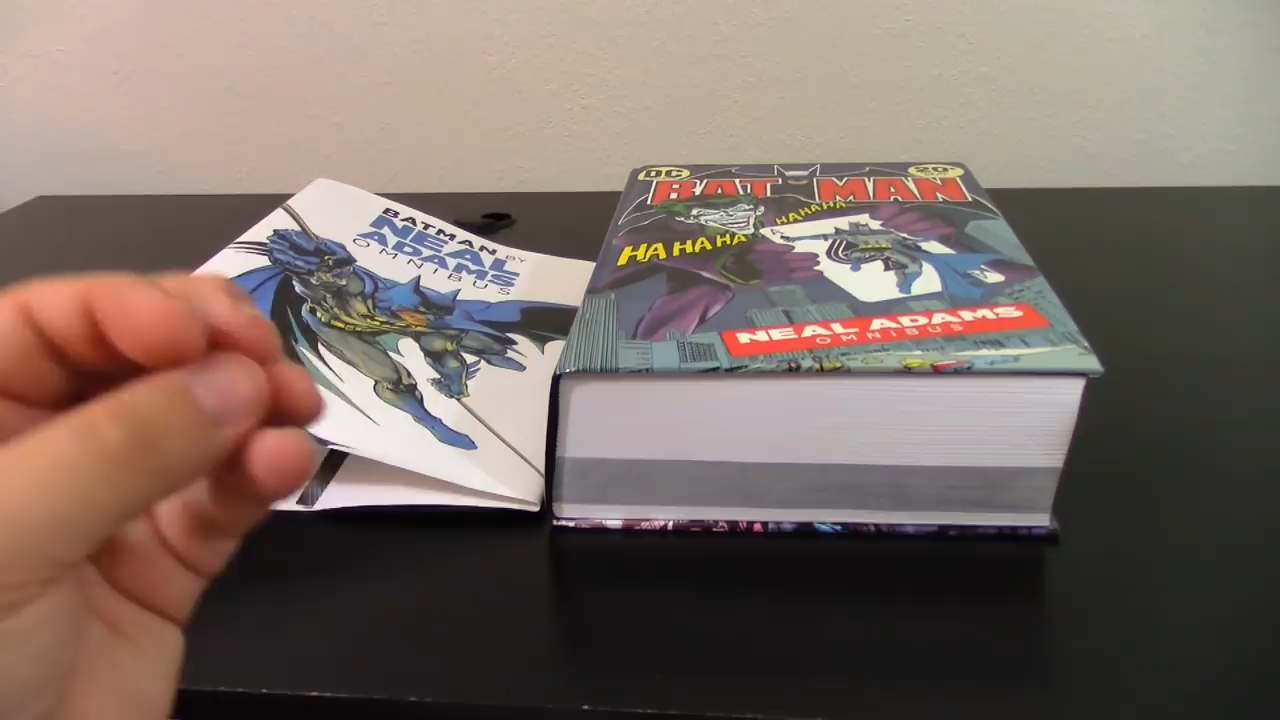 BATMAN BY
NEAL
ADAMS
OMNIBUS
DC
BATMAN
HA HA HA
HAHAHA
NEAL ADAMS
OMNIBUS